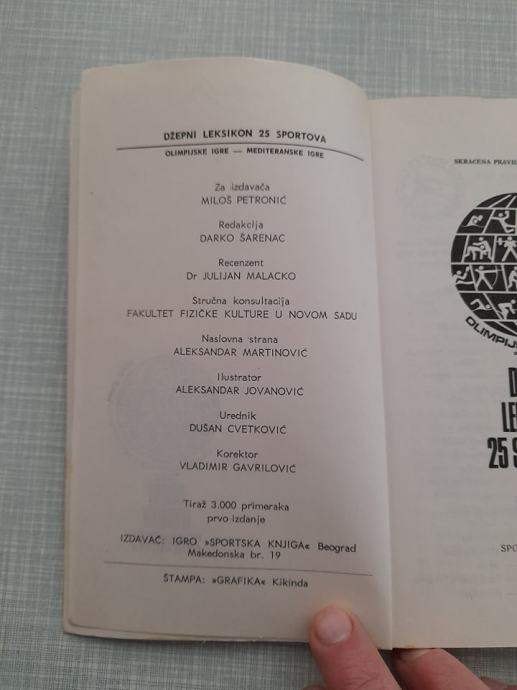 DŽEPNI LEKSIKON 25 SPORTOVA
OLIMPIJSKE IGRE — MEDITERANSKE IGRE
Za izdavača
MILOŠ PETRONIĆ
Redakcija
DARKO ŠARENAC
Recenzent
Dr JULIJAN MALACKO
Stručna konsultacija
FAKULTET FIZIČKE KULTURE U NOVOM SADU
Naslovna strana
ALEKSANDAR MARTINOVIĆ
Ilustrator
ALEKSANDAR JOVANOVIĆ
Urednik
DUŠAN CVETKOVIĆ
Korektor
VLADIMIR GAVRILOVIĆ
Tiraž 3.000 primeraka
prvo izdanje
IZDAVAČ: IGRO »SPORTSKA KNJIGA« Beograd
Makedonska br. 19
ŠTAMPA: »GRAFIKA« Kikinda
SKRAĆENA
25